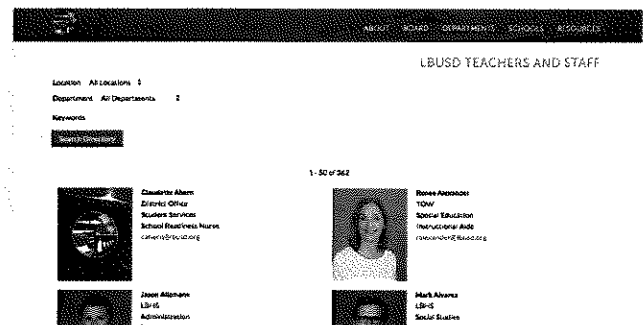 ABOUT BOARD DEPARTMENTS SCHOOLS RESOURCES
LBUSD TEACHERS AND STAFF
Location All Locations
Department All Departments
Keywords
1 - 50 of 362
Claudette Ahern
District Office
Student Services
School Readiness Nurse
Renee Alexander
TOW
Special Education
Instructional Aide
Jason Allemann
LBHS
Administration
Mark Alvarez
LBHS
Social Studies